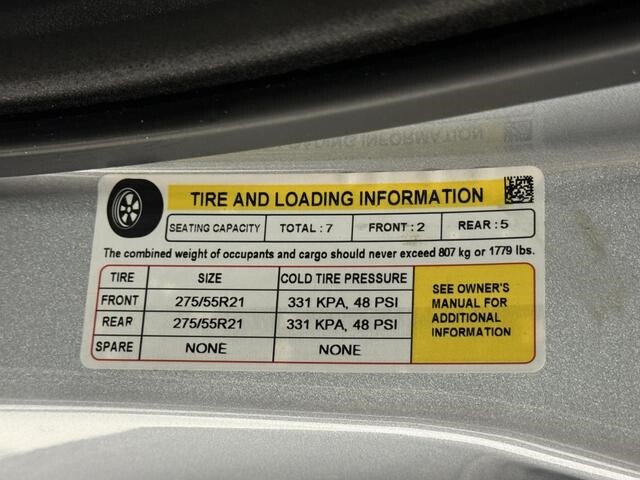 TIRE AND LOADING INFORMATION
SEATING CAPACITY TOTAL : 7 FRONT : 2 REAR : 5
The combined weight of occupants and cargo should never exceed 807 kg or 1779 lbs.
TIRE SIZE COLD TIRE PRESSURE
FRONT 275/55R21 331 KPA, 48 PSI
REAR 275/55R21 331 KPA, 48 PSI
SPARE NONE NONE
SEE OWNER'S
MANUAL FOR
ADDITIONAL
INFORMATION